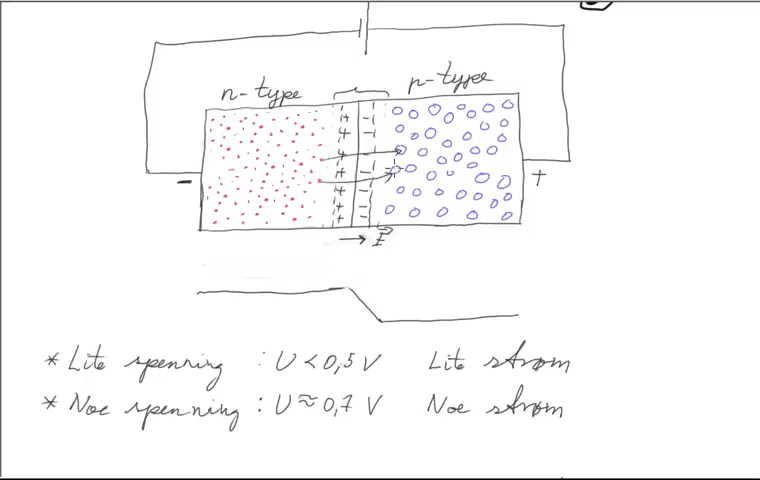 n-type p-type
+ -
+ -
+ -
+ -
+ -
+ -
+ -
- +
→ E
* Lite spenning : U < 0,5 V Lite strøm
* Noe spenning : U ≈ 0,7 V Noe strøm